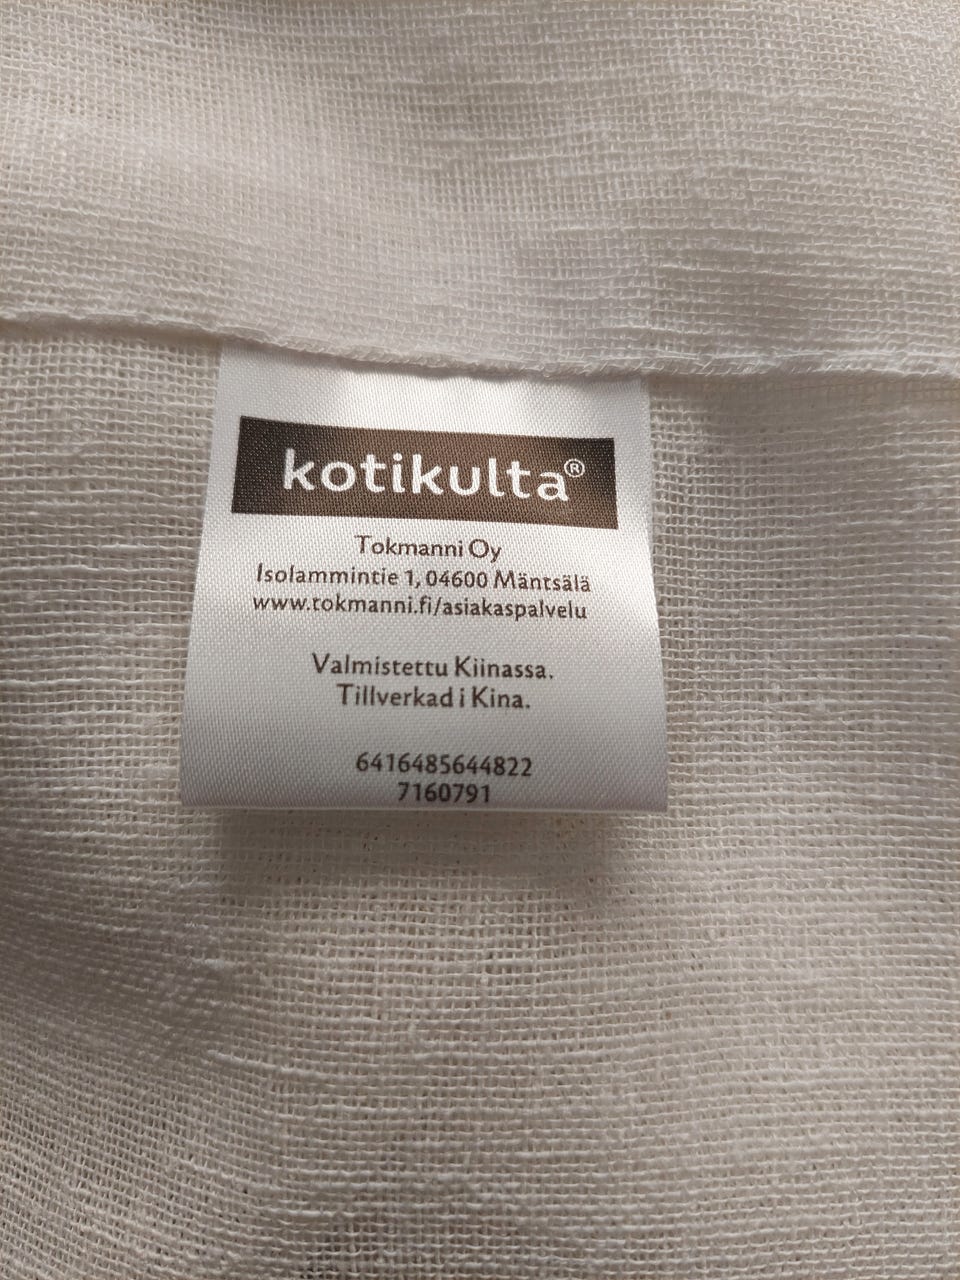 kotikulta®
Tokmanni Oy
Isolammintie 1, 04600 Mäntsälä
www.tokmanni.fi/asiakaspalvelu
Valmistettu Kiinassa.
Tillverkad i Kina.
6416485644822
7160791